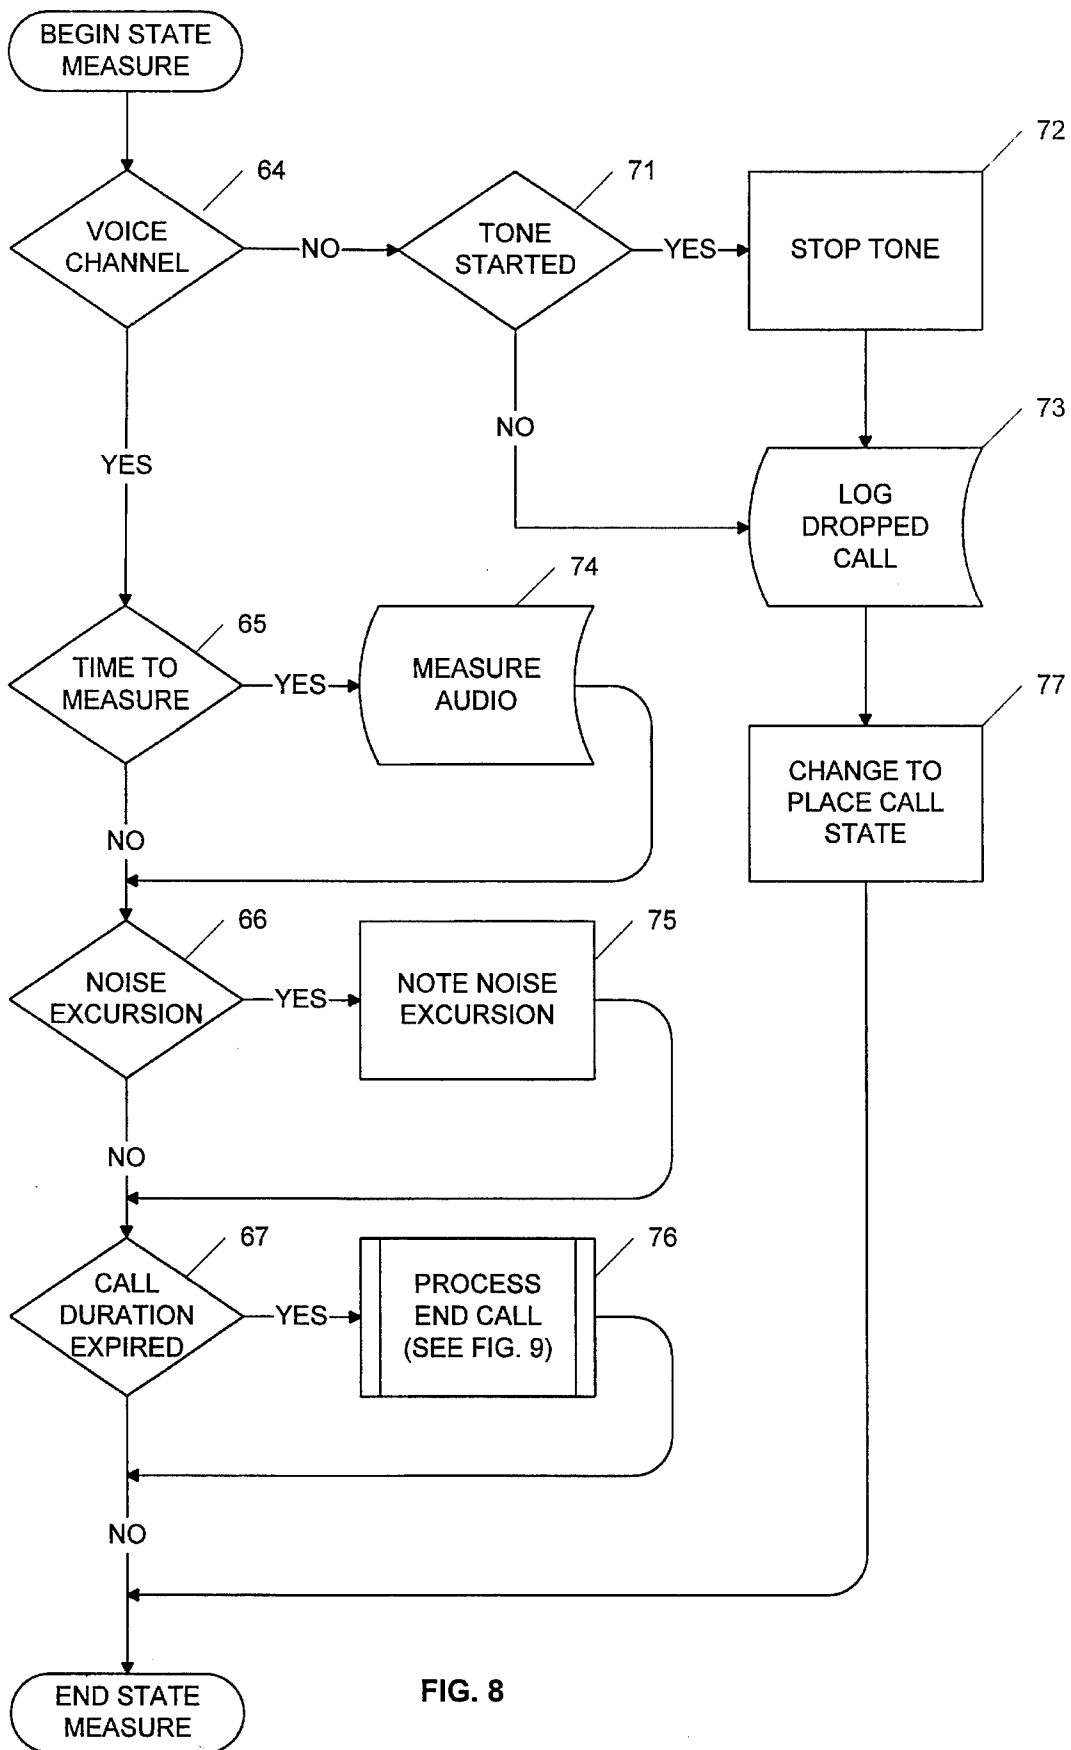 BEGIN STATE
MEASURE
64
VOICE
CHANNEL
NO
71
TONE
STARTED
YES
72
STOP TONE
NO
73
LOG
DROPPED
CALL
YES
65
TIME TO
MEASURE
YES
74
MEASURE
AUDIO
77
CHANGE TO
PLACE CALL
STATE
NO
66
NOISE
EXCURSION
YES
75
NOTE NOISE
EXCURSION
NO
67
CALL
DURATION
EXPIRED
YES
76
PROCESS
END CALL
(SEE FIG. 9)
NO
END STATE
MEASURE
FIG. 8